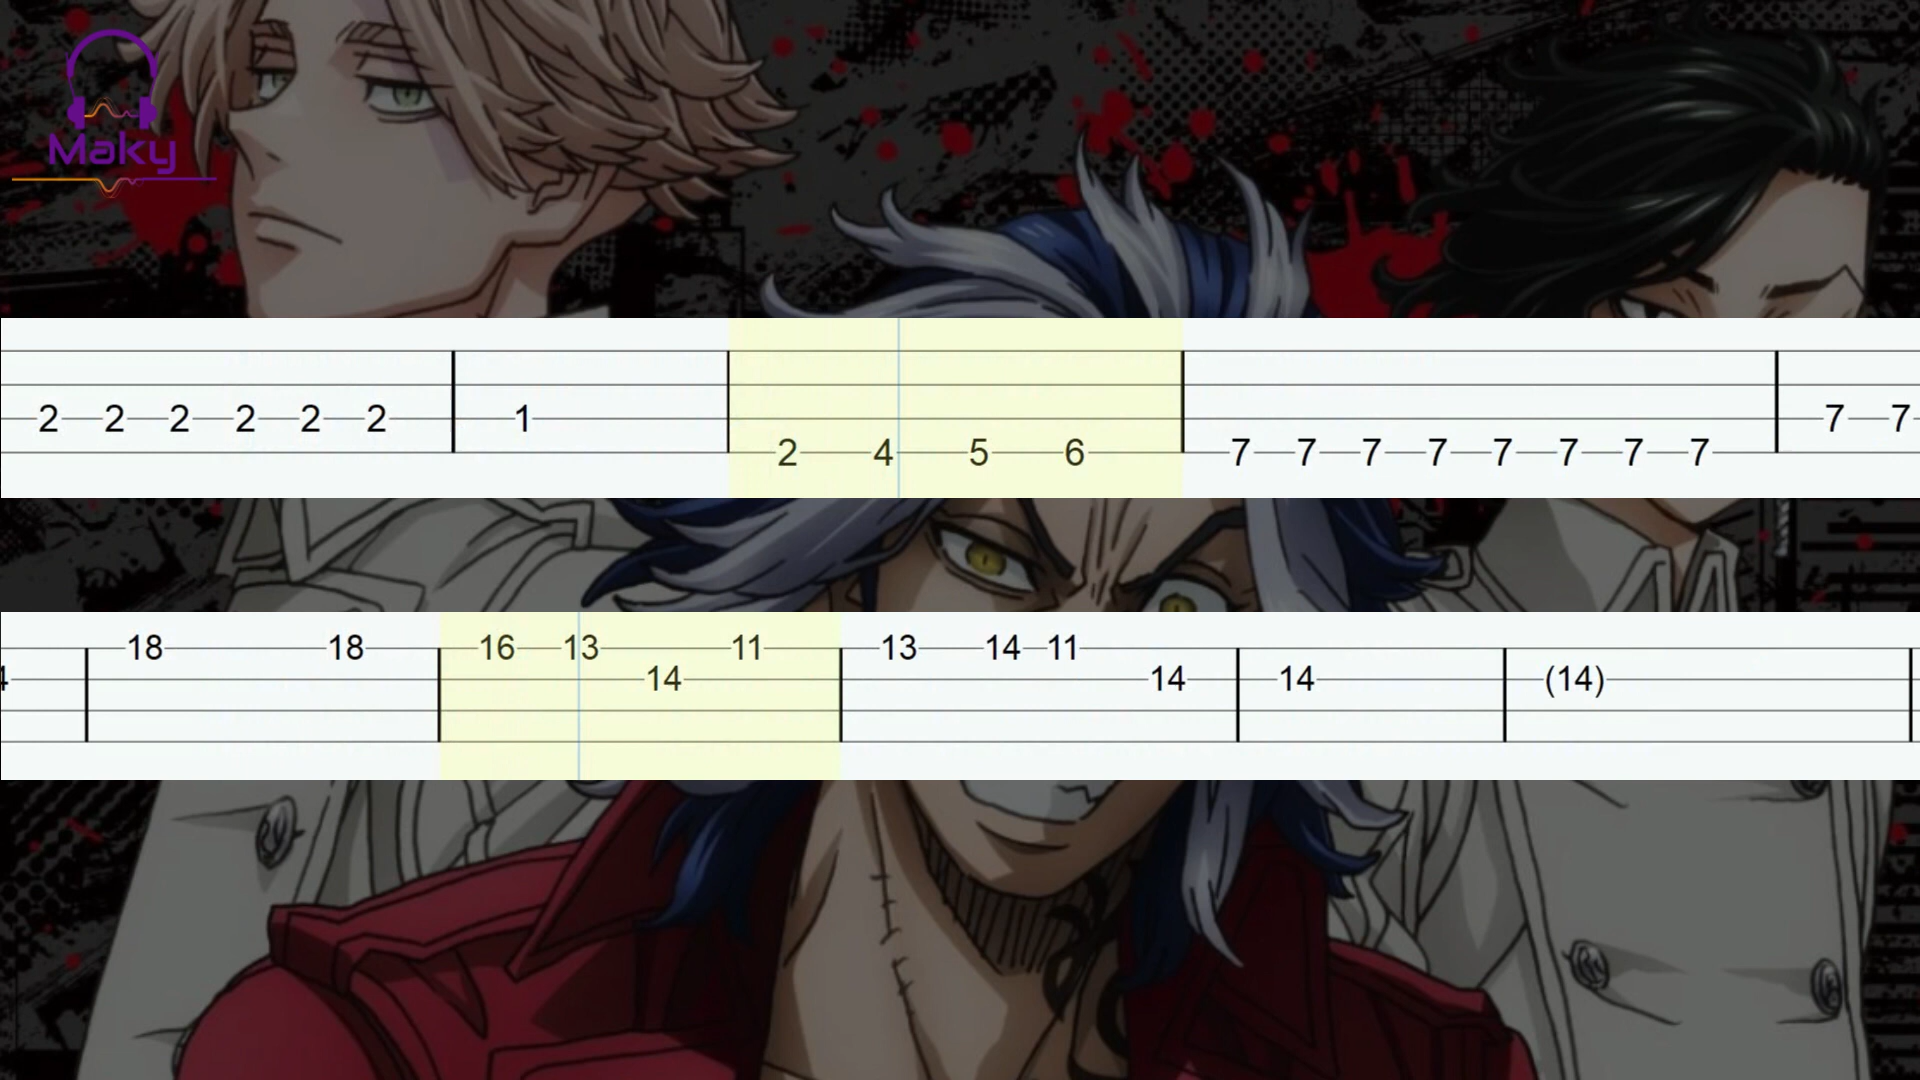 Maky
2 2 2 2 2 2 1 7 7
2 4 5 6 7 7 7 7 7 7 7 7
18 18 16 13 11 13 14 11
14 14 14 (14)